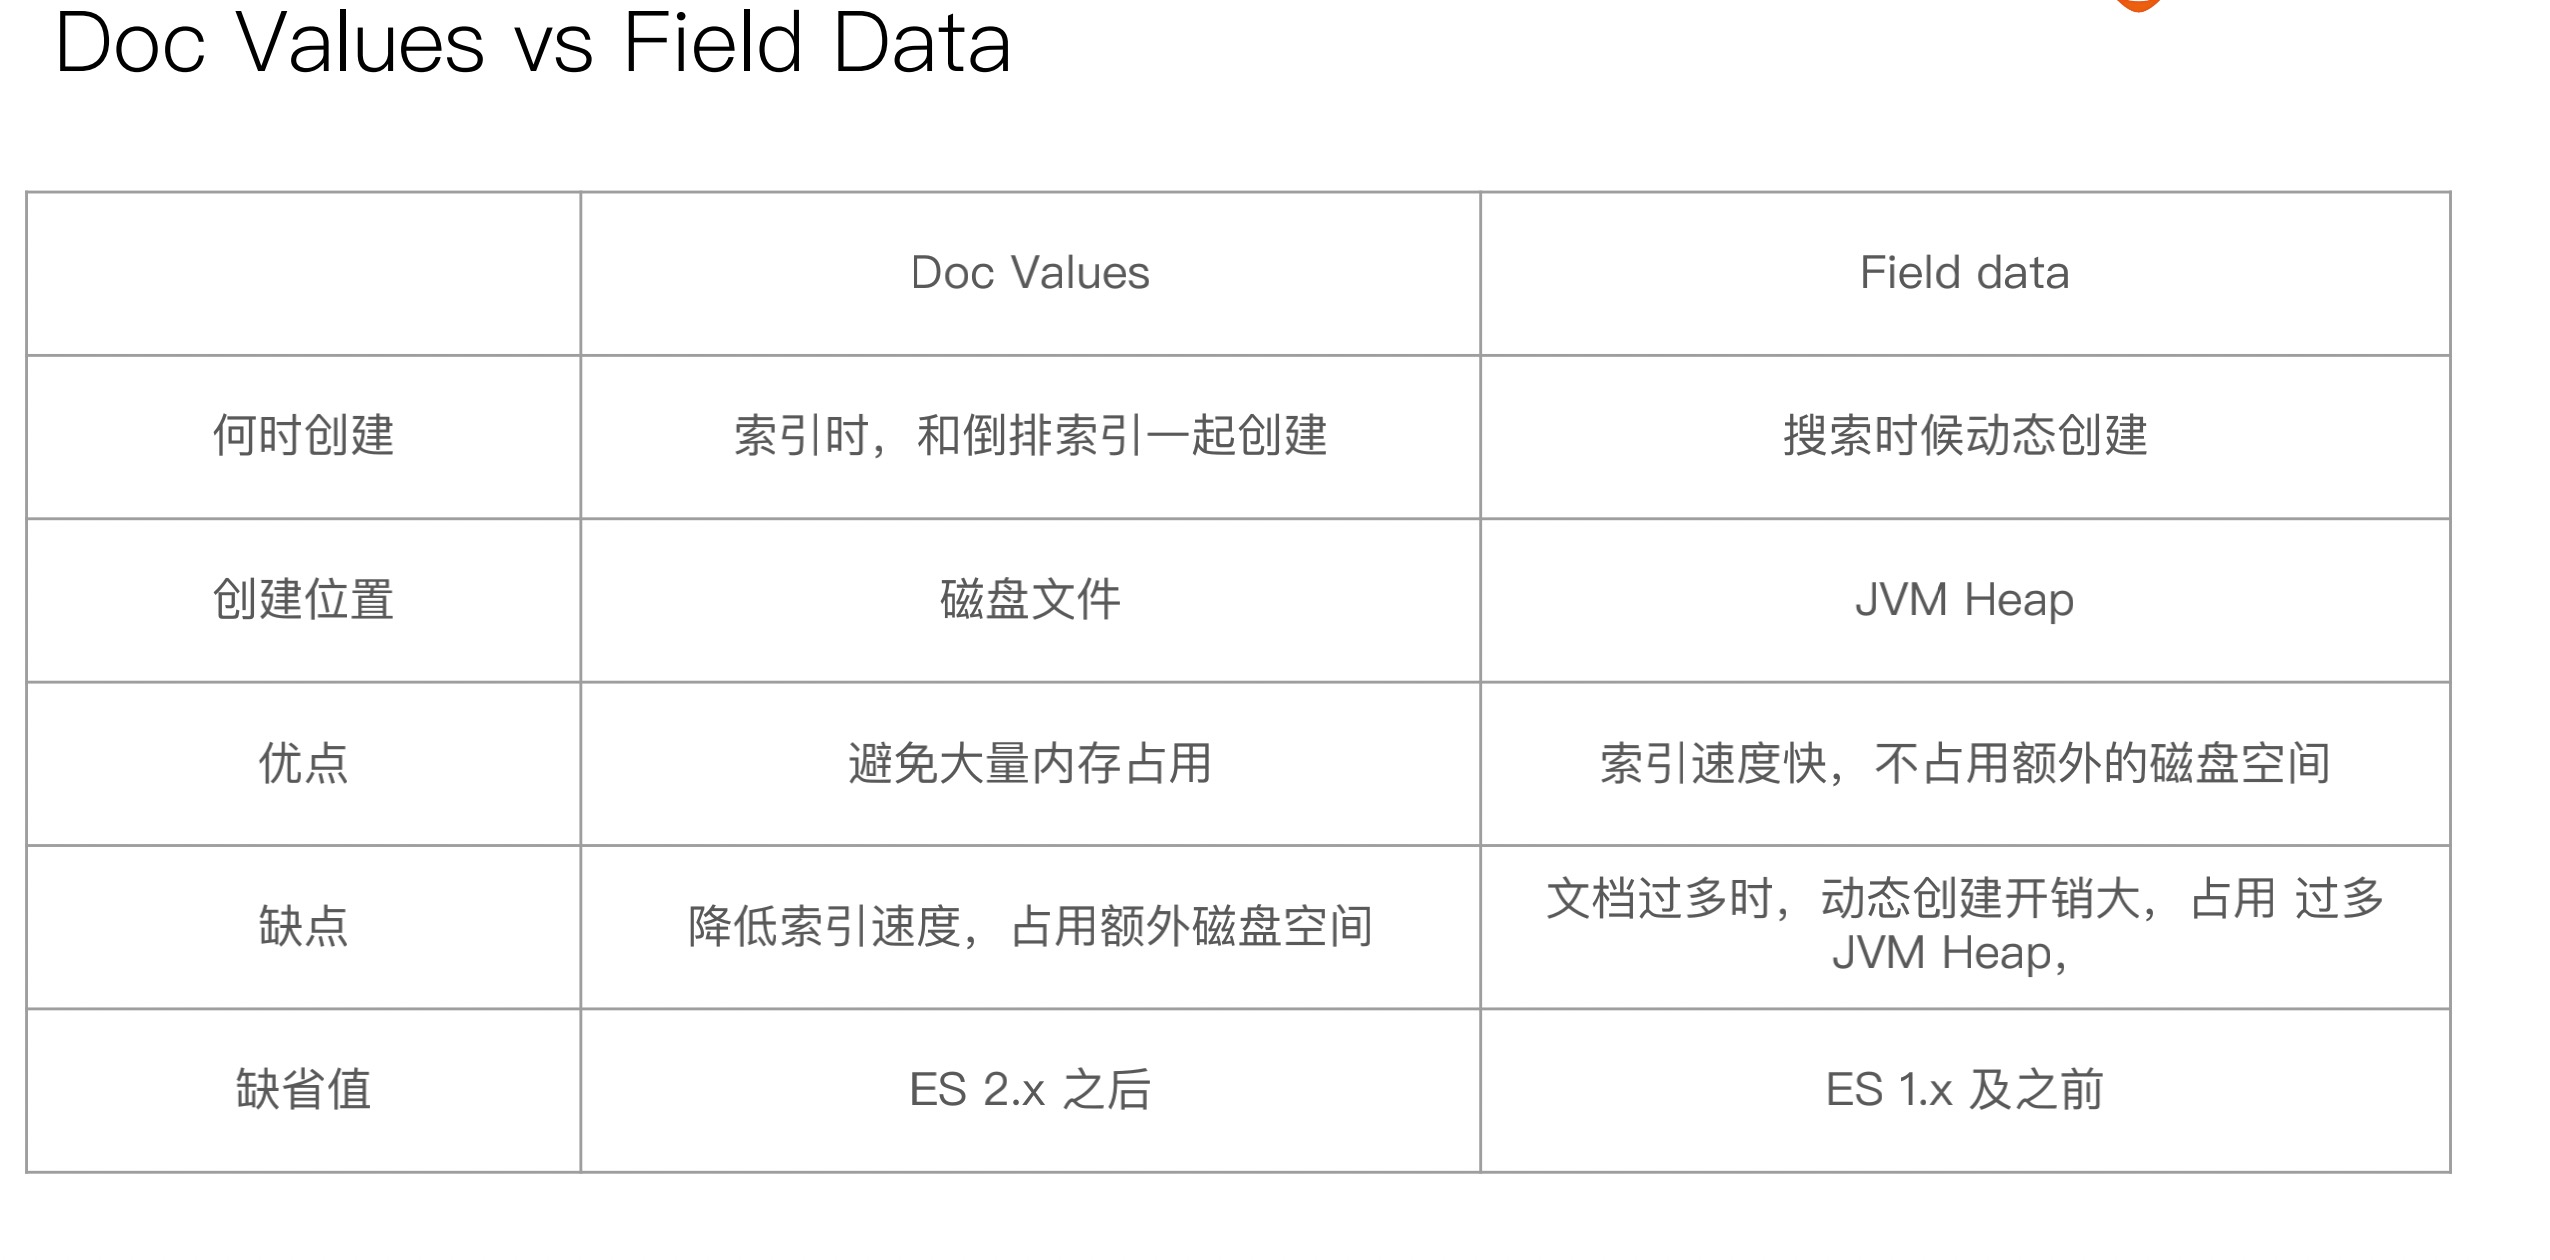 Doc Values vs Field Data
Doc Values
Field data
何时创建
索引时，和倒排索引一起创建
搜索时候动态创建
创建位置
磁盘文件
JVM Heap
优点
避免大量内存占用
索引速度快，不占用额外的磁盘空间
缺点
降低索引速度，占用额外磁盘空间
文档过多时，动态创建开销大，占用 过多
JVM Heap，
缺省值
ES 2.x 之后
ES 1.x 及之前